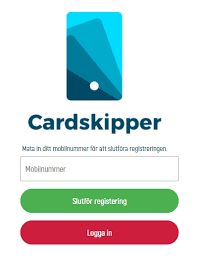 Cardskipper
Mata in ditt mobilnummer för att slutföra registreringen.
Mobilnummer
Slutför registering
Logga in